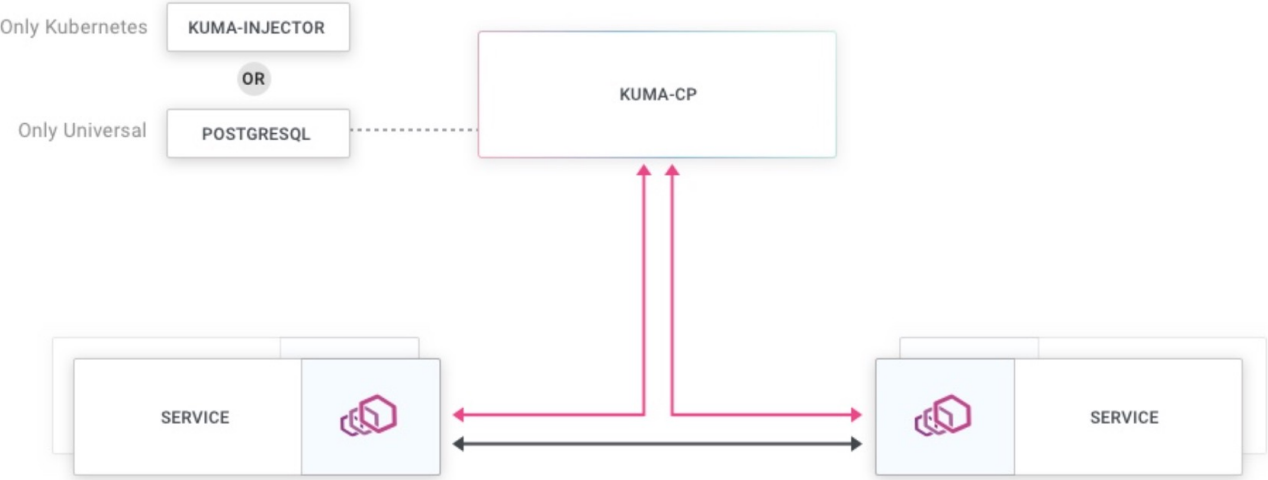 Only Kubernetes
KUMA-INJECTOR
OR
Only Universal
POSTGRESQL
KUMA-CP
SERVICE
SERVICE